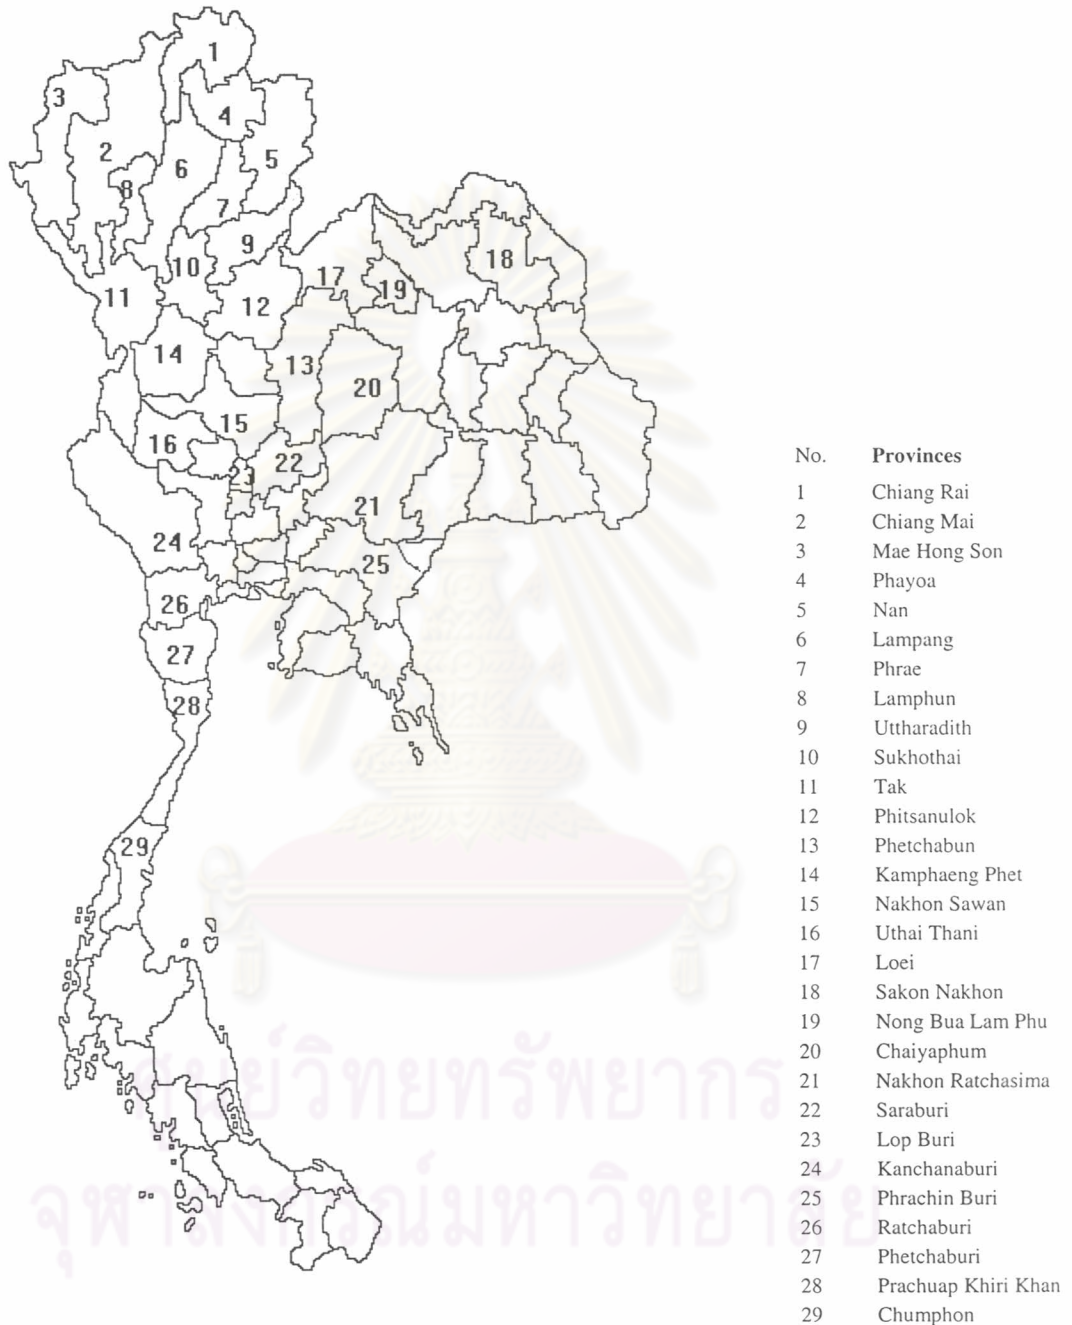 1
3
4
2
6
5
8
7
9
10
18
17
19
11
12
14
13
20
15
16
22
23
21
24
25
26
27
28
29
No. Provinces
1 Chiang Rai
2 Chiang Mai
3 Mae Hong Son
4 Phayoa
5 Nan
6 Lampang
7 Phrae
8 Lamphun
9 Uttharadith
10 Sukhothai
11 Tak
12 Phitsanulok
13 Phetchabun
14 Kamphaeng Phet
15 Nakhon Sawan
16 Uthai Thani
17 Loei
18 Sakon Nakhon
19 Nong Bua Lam Phu
20 Chaiyaphum
21 Nakhon Ratchasima
22 Saraburi
23 Lop Buri
24 Kanchanaburi
25 Phrachin Buri
26 Ratchaburi
27 Phetchaburi
28 Prachuap Khiri Khan
29 Chumphon
ศูนย์วิทยทรัพยากร
จุฬาลงกรณ์มหาวิทยาลัย